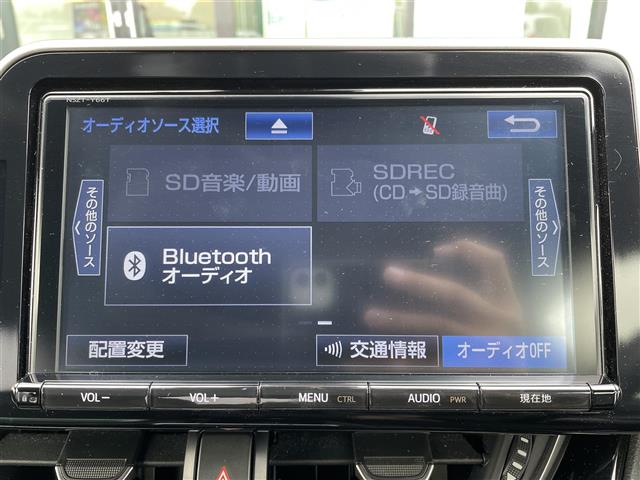 NSZT-Y66T
オーディオソース選択
SD音楽/動画
SDREC
(CD→SD録音曲)
その他のソース
その他のソース
Bluetooth
オーディオ
配置変更
交通情報
オーディオOFF
VOL−
VOL+
MENU CTRL
AUDIO PWR
現在地